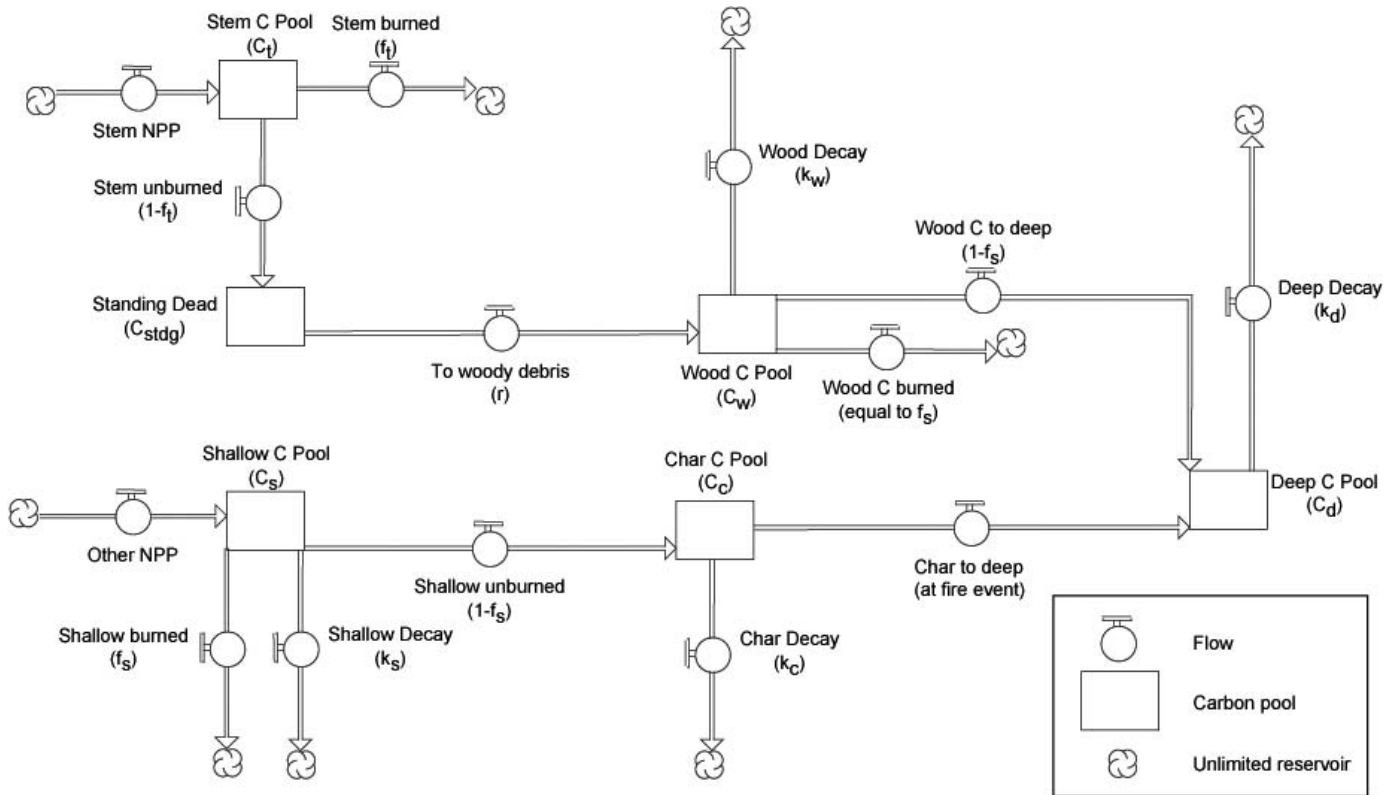 Stem C Pool
(Ct)
Stem burned
(ft)
Stem NPP
Stem unburned
(1-ft)
Standing Dead
(Cstdg)
To woody debris
(r)
Wood Decay
(kw)
Wood C to deep
(1-fs)
Wood C Pool
(Cw)
Wood C burned
(equal to fs)
Deep Decay
(kd)
Deep C Pool
(Cd)
Shallow C Pool
(Cs)
Other NPP
Shallow burned
(fs)
Shallow Decay
(ks)
Shallow unburned
(1-fs)
Char C Pool
(Cc)
Char Decay
(kc)
Char to deep
(at fire event)
Flow
Carbon pool
Unlimited reservoir